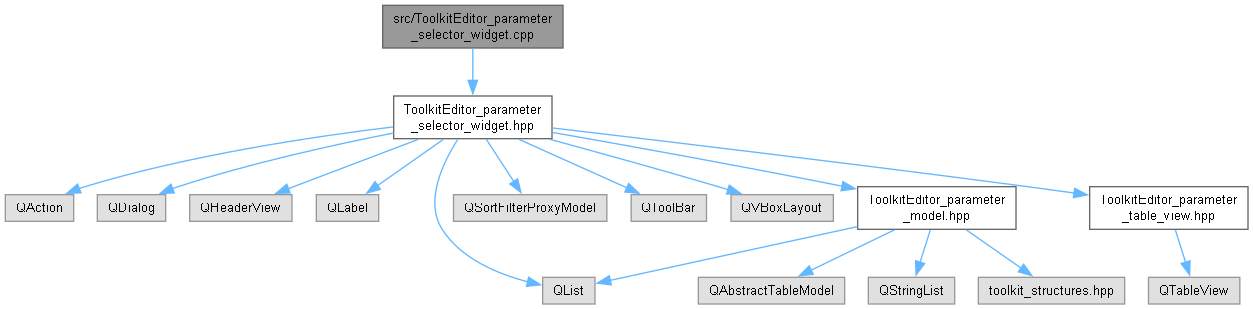 src/ToolkitEditor_parameter
_selector_widget.cpp
ToolkitEditor_parameter
_selector_widget.hpp
QAction
QDialog
QHeaderView
QLabel
QSortFilterProxyModel
QToolBar
QVBoxLayout
ToolkitEditor_parameter
_model.hpp
ToolkitEditor_parameter
_table_view.hpp
QList
QAbstractTableModel
QStringList
toolkit_structures.hpp
QTableView